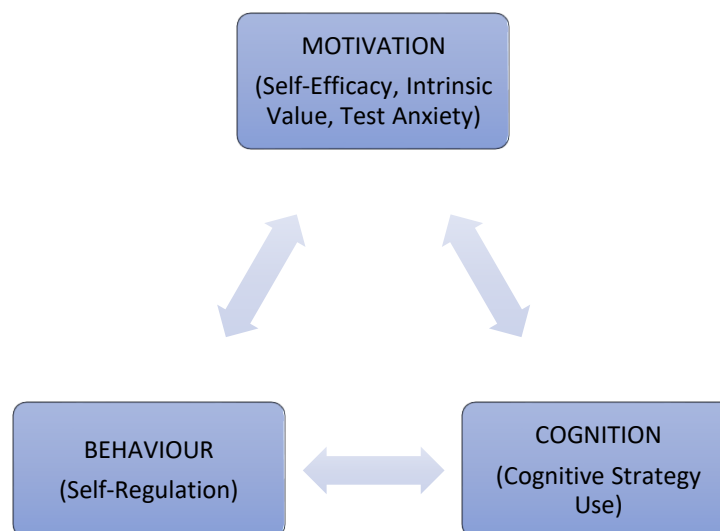 MOTIVATION
(Self-Efficacy, Intrinsic
Value, Test Anxiety)
BEHAVIOUR
(Self-Regulation)
COGNITION
(Cognitive Strategy
Use)